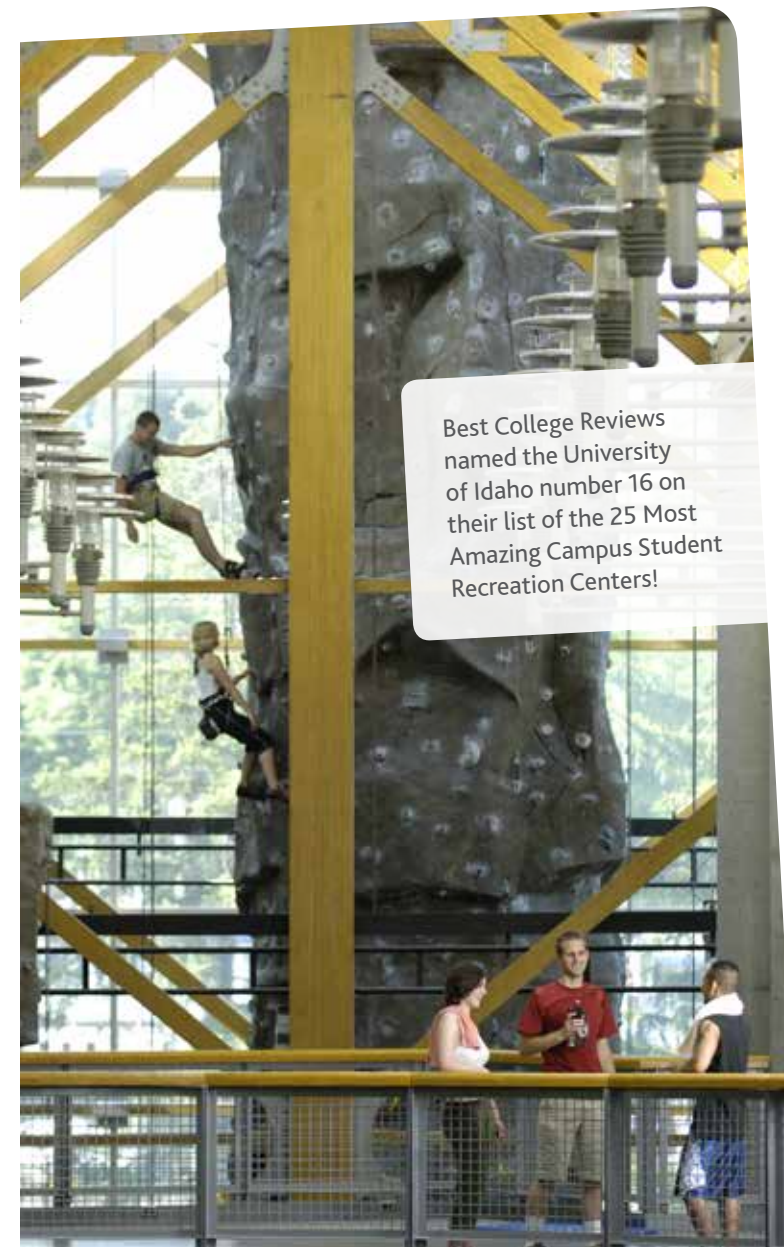 Best College Reviews
named the University
of Idaho number 16 on
their list of the 25 Most
Amazing Campus Student
Recreation Centers!